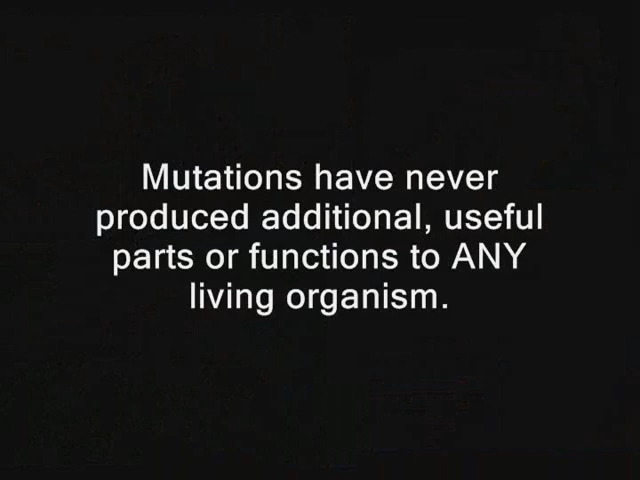 Mutations have never
produced additional, useful
parts or functions to ANY
living organism.